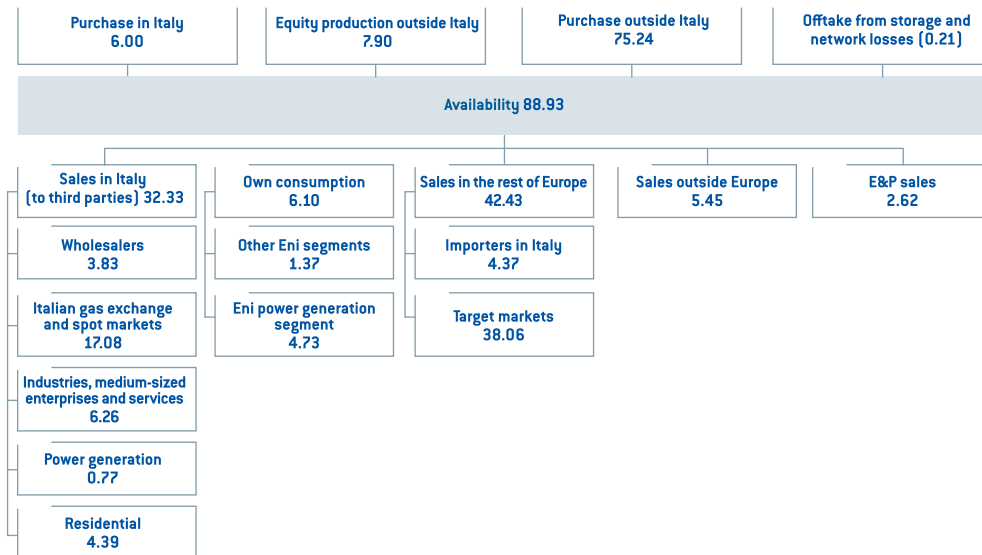 Purchase in Italy
6.00
Equity production outside Italy
7.90
Purchase outside Italy
75.24
Offtake from storage and
network losses (0.21)
Availability 88.93
Sales in Italy
(to third parties) 32.33
Own consumption
6.10
Sales in the rest of Europe
42.43
Sales outside Europe
5.45
E&P sales
2.62
Wholesalers
3.83
Other Eni segments
1.37
Importers in Italy
4.37
Italian gas exchange
and spot markets
17.08
Eni power generation
segment
4.73
Target markets
38.06
Industries, medium-sized
enterprises and services
6.26
Power generation
0.77
Residential
4.39